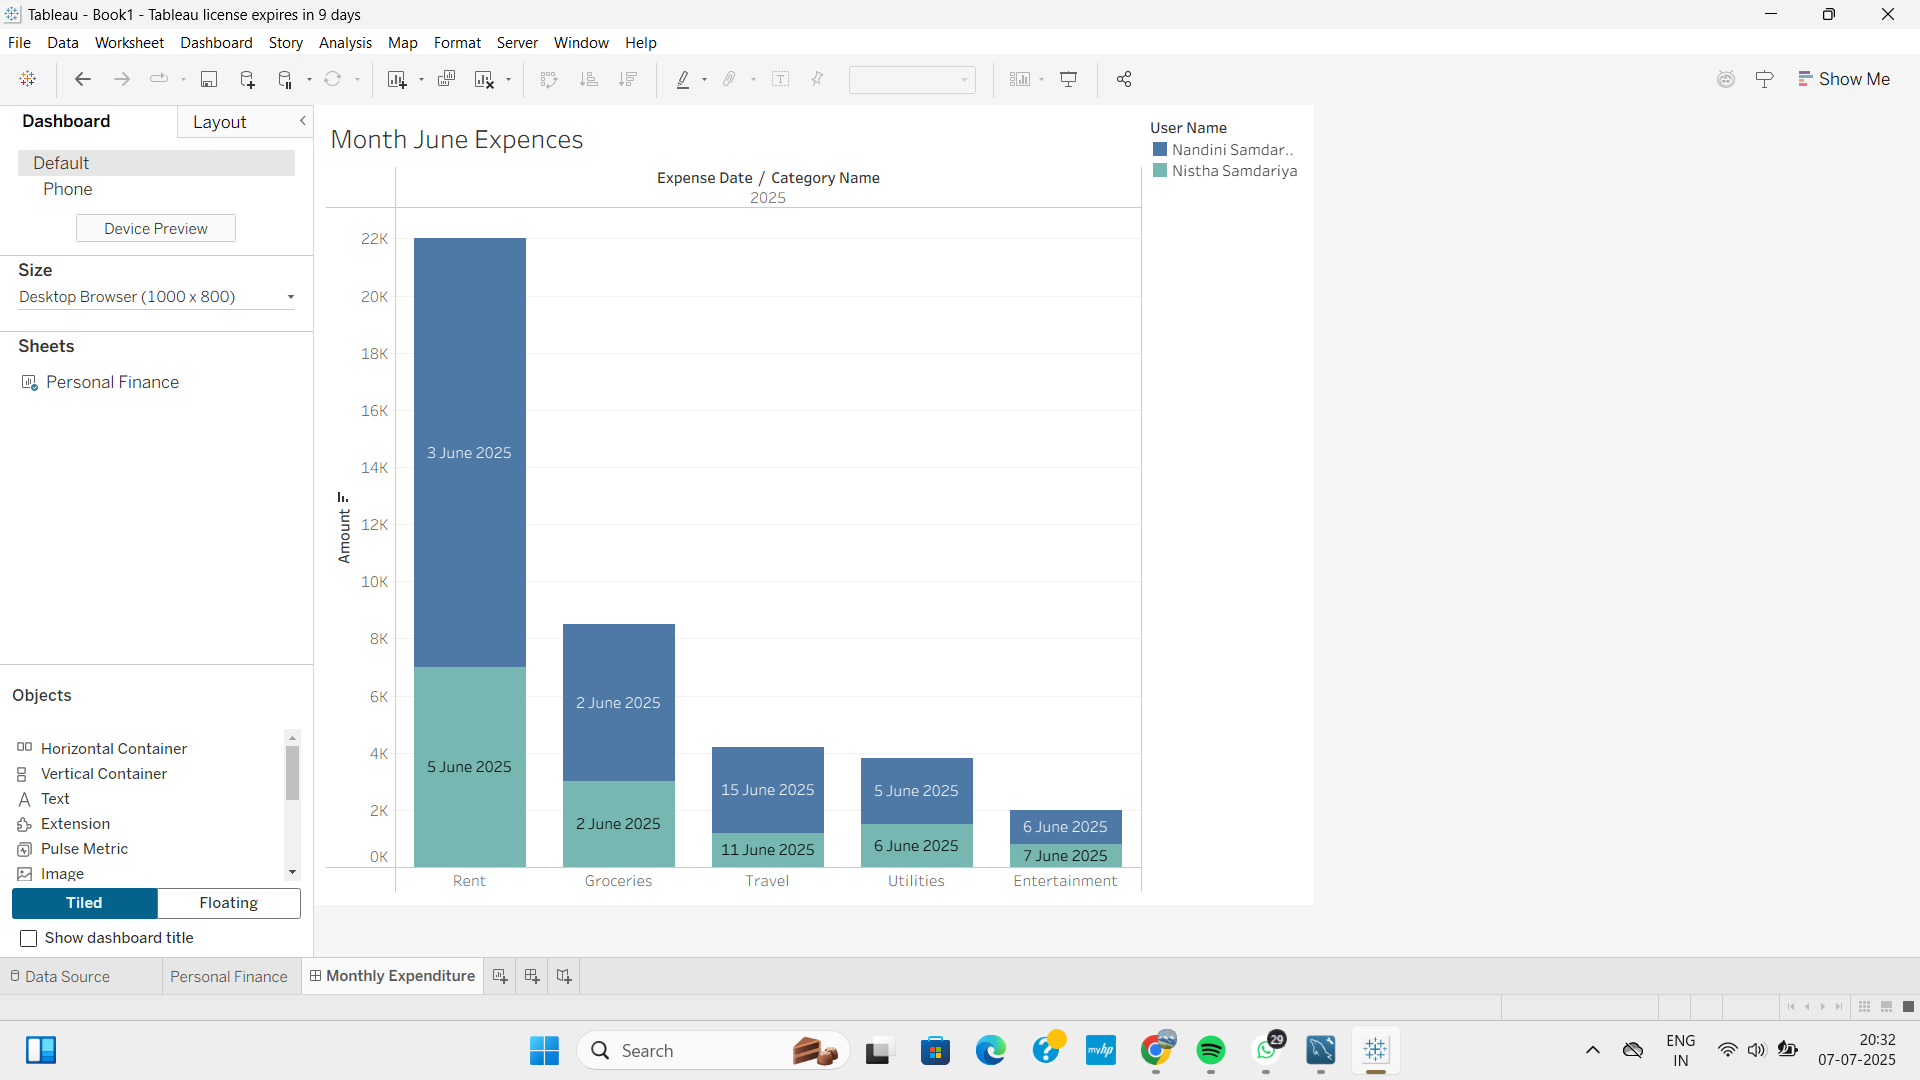 Tableau - Book1 - Tableau license expires in 9 days
File Data Worksheet Dashboard Story Analysis Map Format Server Window Help
Show Me
Dashboard
Layout
Default
Phone
Device Preview
Size
Desktop Browser (1000 x 800)
Sheets
Personal Finance
Objects
Horizontal Container
Vertical Container
Text
Extension
Pulse Metric
Image
Tiled
Floating
Show dashboard title
Month June Expences
Expense Date / Category Name
2025
Amount
22K
20K
18K
16K
14K
12K
10K
8K
6K
4K
2K
0K
3 June 2025
5 June 2025
2 June 2025
2 June 2025
15 June 2025
11 June 2025
5 June 2025
6 June 2025
6 June 2025
7 June 2025
Rent Groceries Travel Utilities Entertainment
User Name
Nandini Samdar..
Nistha Samdariya
Data Source
Personal Finance
Monthly Expenditure
Search
myhp
29
ENG
IN
20:32
07-07-2025